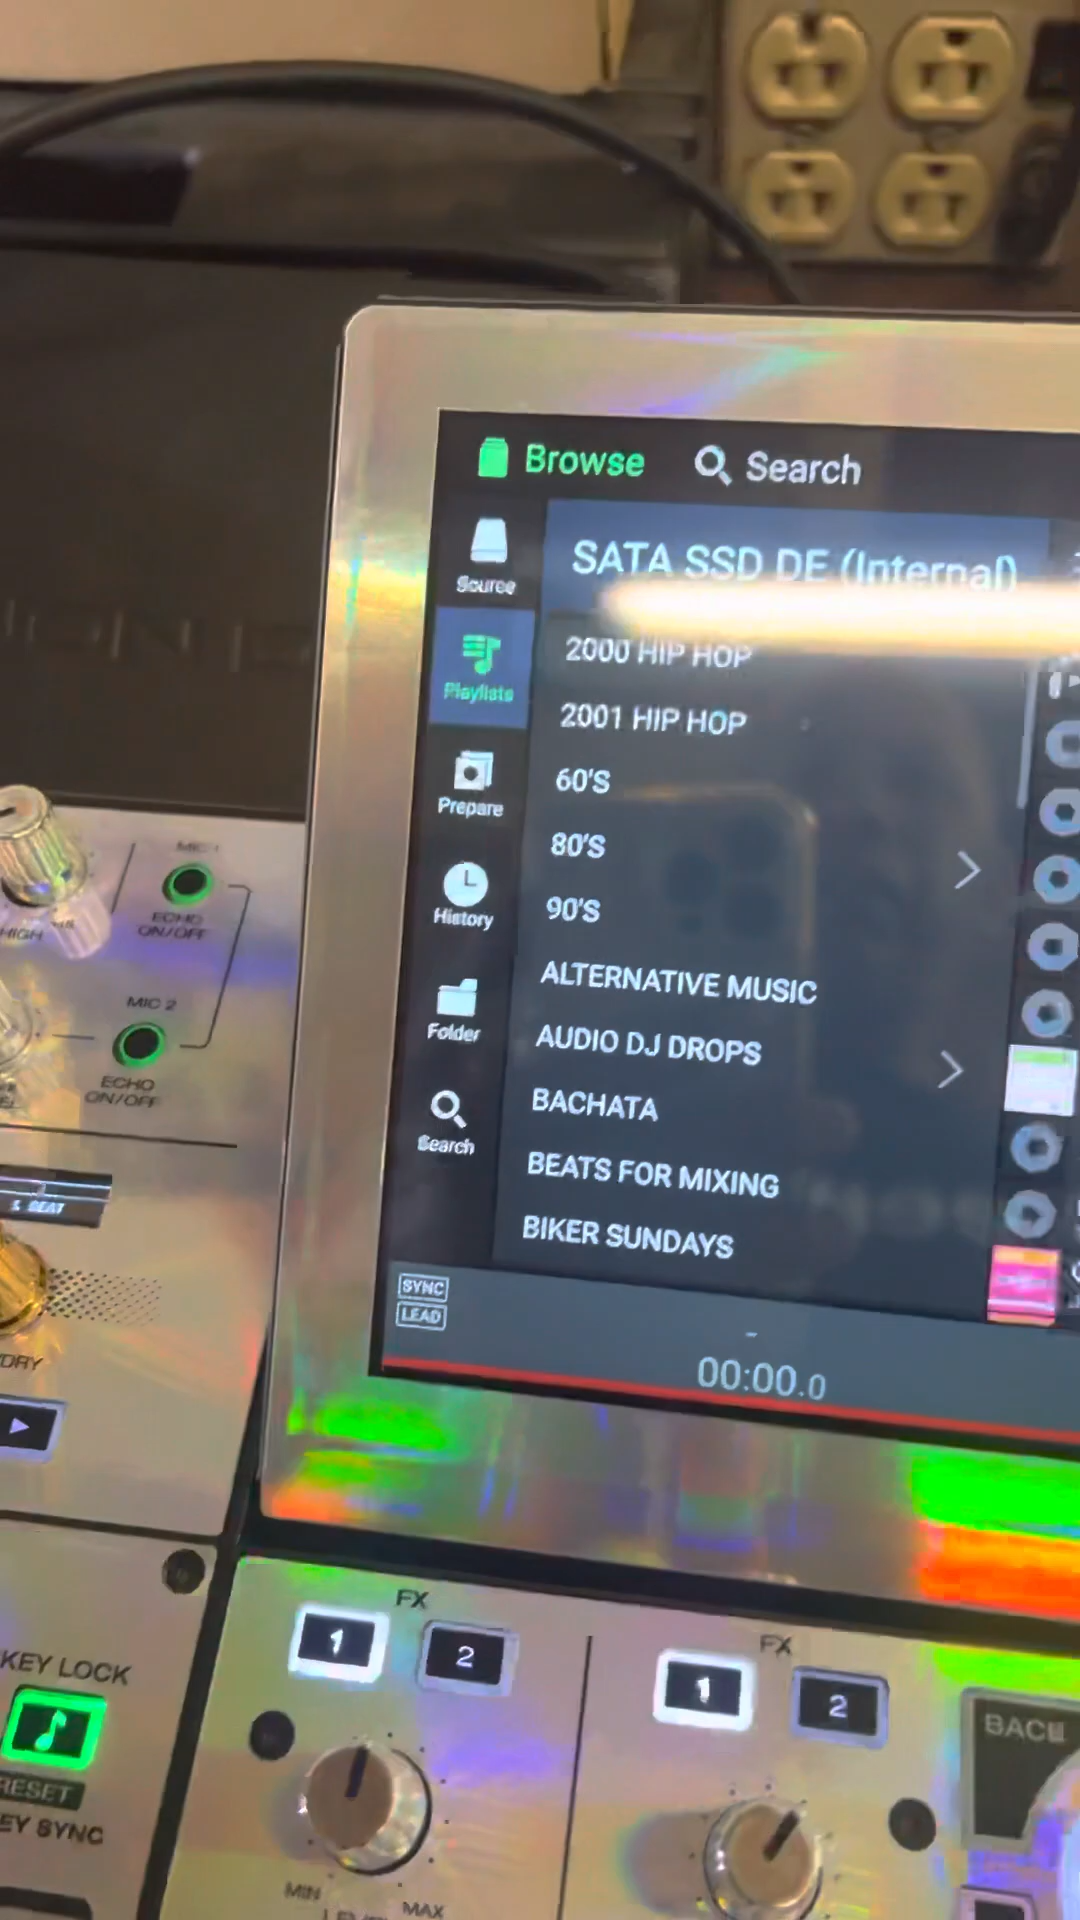 Browse
Search
Source
SATA SSD DE (Internal)
Playlists
2000 HIP HOP
2001 HIP HOP
60'S
80'S
90'S
ALTERNATIVE MUSIC
AUDIO DJ DROPS
BACHATA
BEATS FOR MIXING
BIKER SUNDAYS
Prepare
History
Folder
Search
SYNC
LEAD
-
00:00.0
MIC 1
ECHO
ON/OFF
HIGH
MIC 2
ECHO
ON/OFF
& BEAT
/DRY
FX
1
2
FX
1
2
KEY LOCK
RESET
EY SYNC
MIN
MAX
BACK